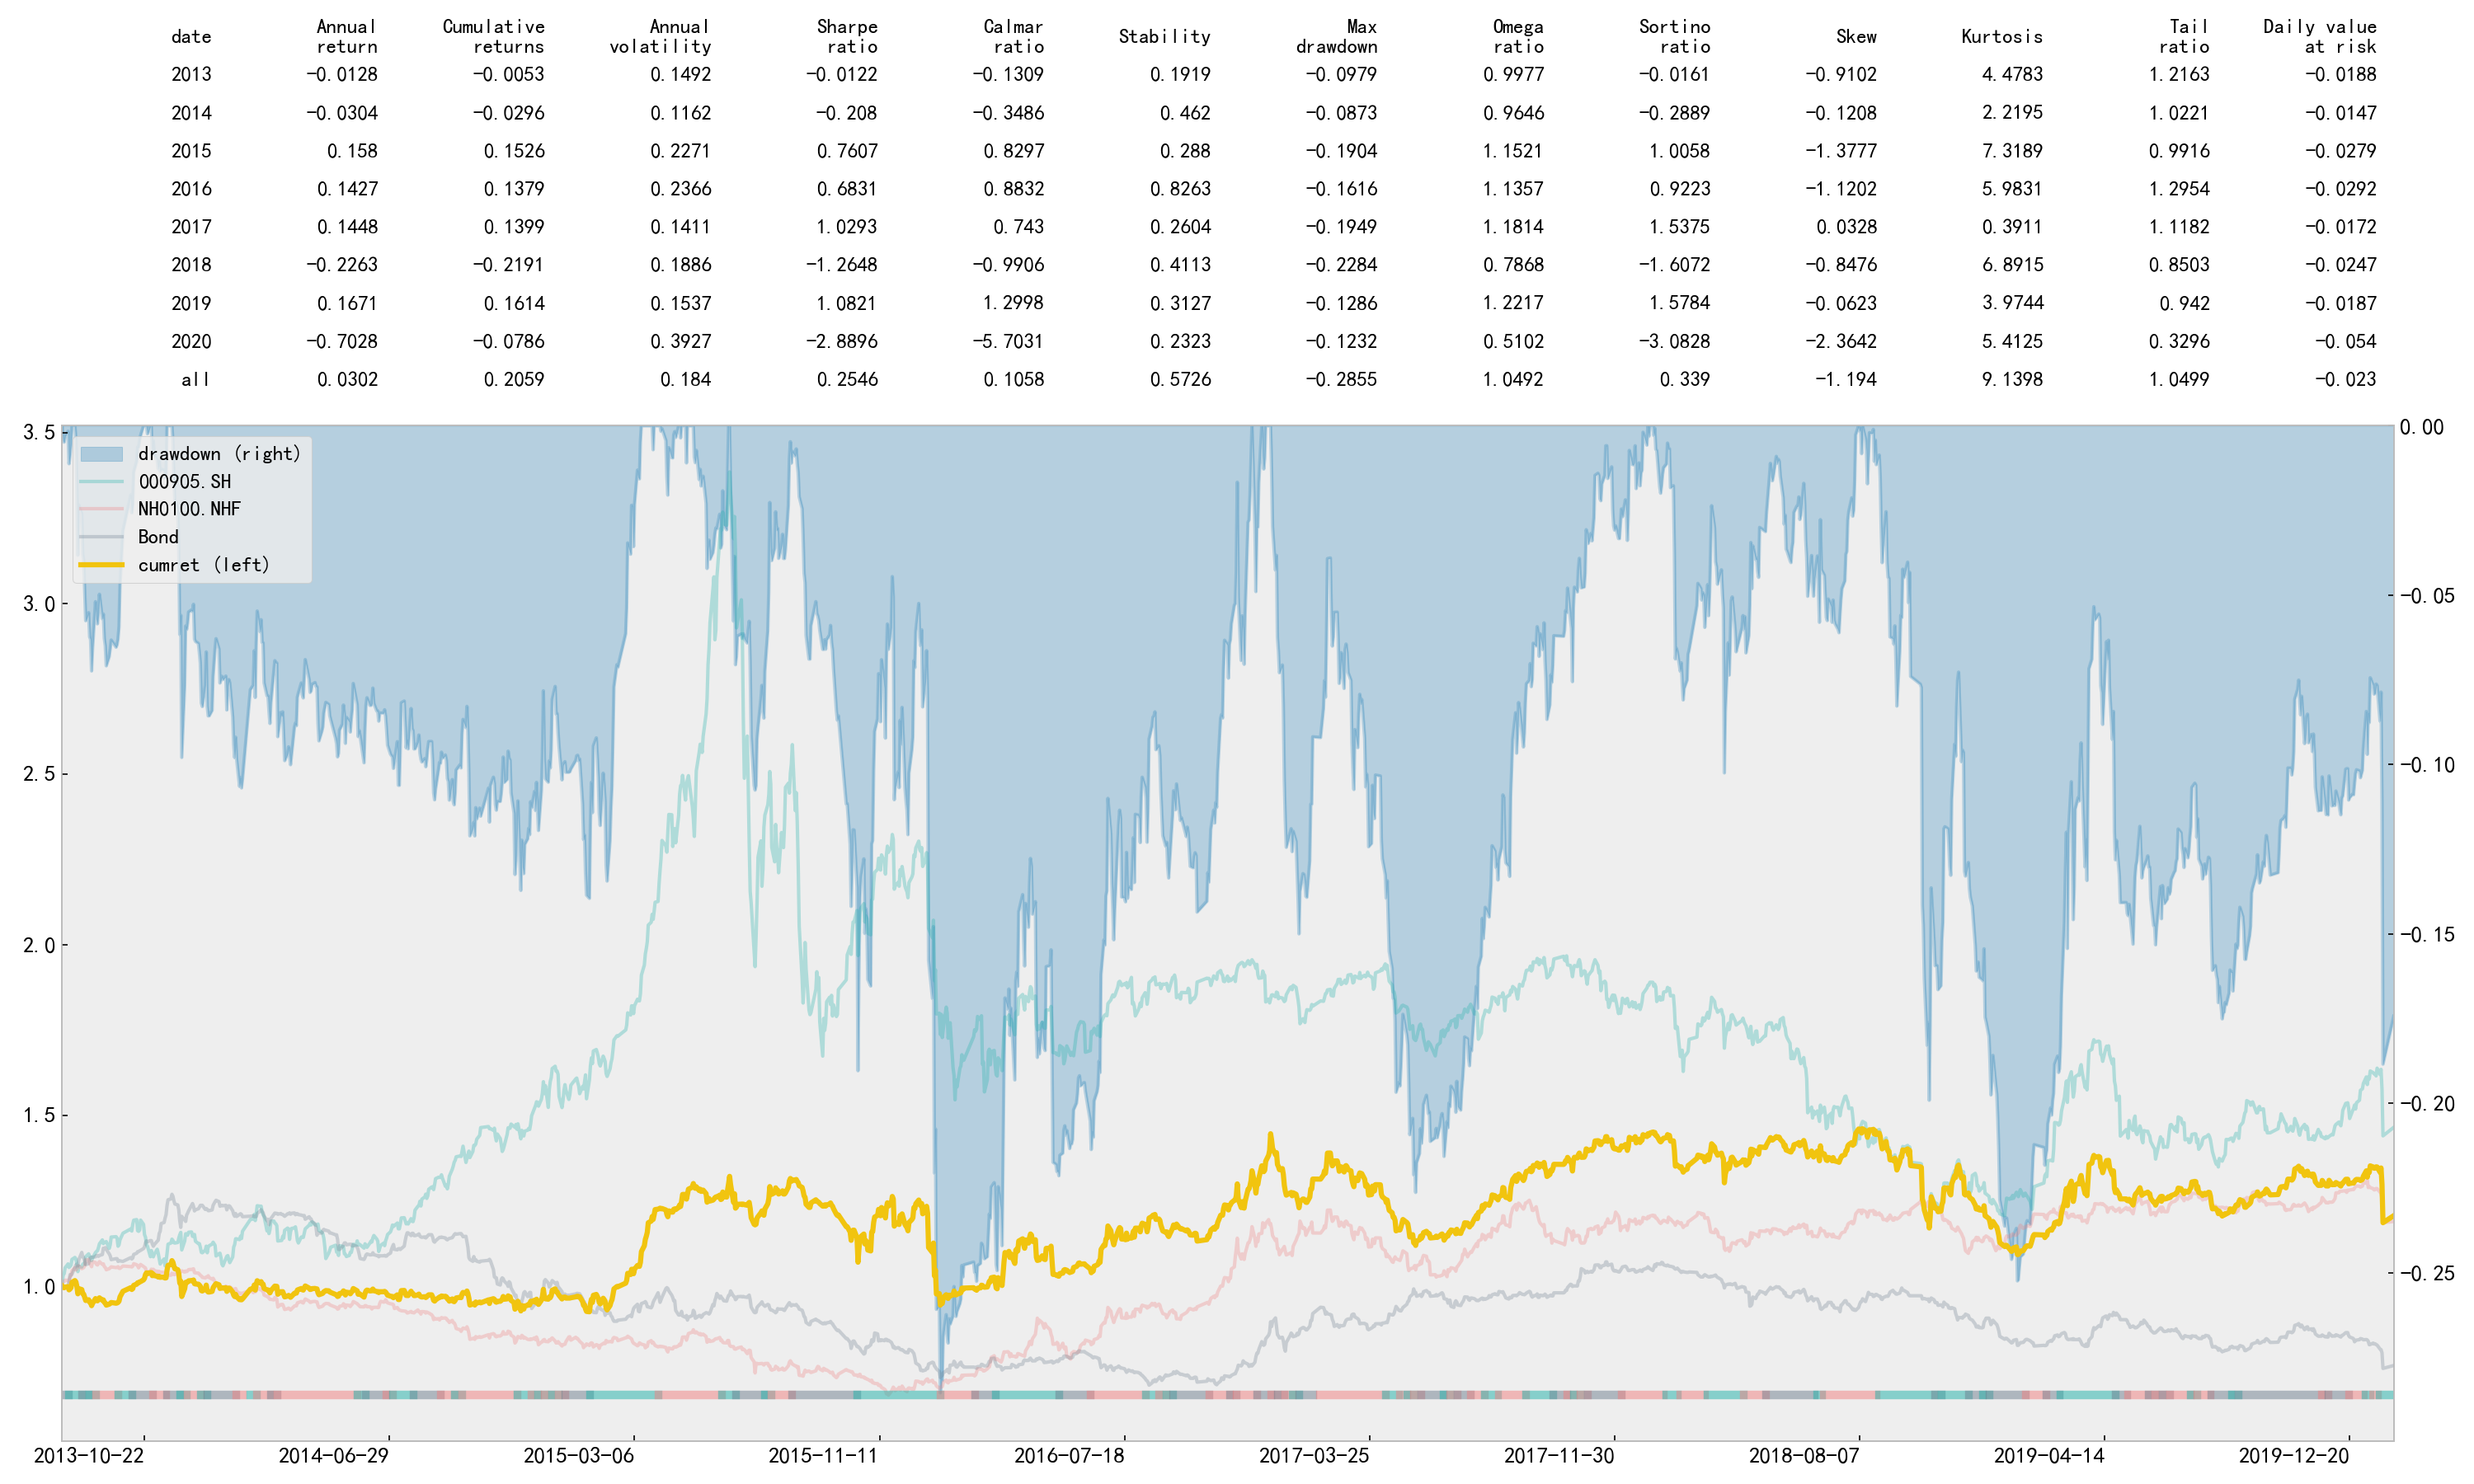 date Annual return Cumulative returns Annual volatility Sharpe ratio Calmar ratio Stability Max drawdown Omega ratio Sortino ratio Skew Kurtosis Tail ratio Daily value at risk
2013 −0.0128 −0.0053 0.1492 −0.0122 −0.1309 0.1919 −0.0979 0.9977 −0.0161 −0.9102 4.4783 1.2163 −0.0188
2014 −0.0304 −0.0296 0.1162 −0.208 −0.3486 0.462 −0.0873 0.9646 −0.2889 −0.1208 2.2195 1.0221 −0.0147
2015 0.158 0.1526 0.2271 0.7607 0.8297 0.288 −0.1904 1.1521 1.0058 −1.3777 7.3189 0.9916 −0.0279
2016 0.1427 0.1379 0.2366 0.6831 0.8832 0.8263 −0.1616 1.1357 0.9223 −1.1202 5.9831 1.2954 −0.0292
2017 0.1448 0.1399 0.1411 1.0293 0.743 0.2604 −0.1949 1.1814 1.5375 0.0328 0.3911 1.1182 −0.0172
2018 −0.2263 −0.2191 0.1886 −1.2648 −0.9906 0.4113 −0.2284 0.7868 −1.6072 −0.8476 6.8915 0.8503 −0.0247
2019 0.1671 0.1614 0.1537 1.0821 1.2998 0.3127 −0.1286 1.2217 1.5784 −0.0623 3.9744 0.942 −0.0187
2020 −0.7028 −0.0786 0.3927 −2.8896 −5.7031 0.2323 −0.1232 0.5102 −3.0828 −2.3642 5.4125 0.3296 −0.054
all 0.0302 0.2059 0.184 0.2546 0.1058 0.5726 −0.2855 1.0492 0.339 −1.194 9.1398 1.0499 −0.023
3.5
3.0
2.5
2.0
1.5
1.0
drawdown (right)
000905.SH
NH0100.NHF
Bond
cumret (left)
0.00
−0.05
−0.10
−0.15
−0.20
−0.25
2013−10−22 2014−06−29 2015−03−06 2015−11−11 2016−07−18 2017−03−25 2017−11−30 2018−08−07 2019−04−14 2019−12−20